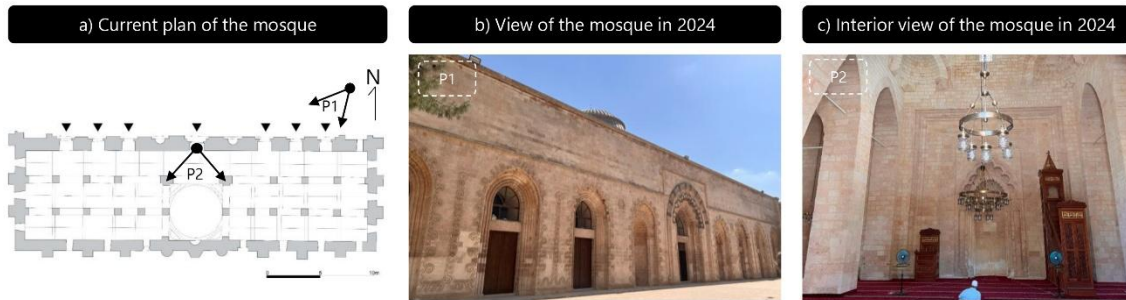 a) Current plan of the mosque
b) View of the mosque in 2024
c) Interior view of the mosque in 2024
N
P1
P2
P1
P2